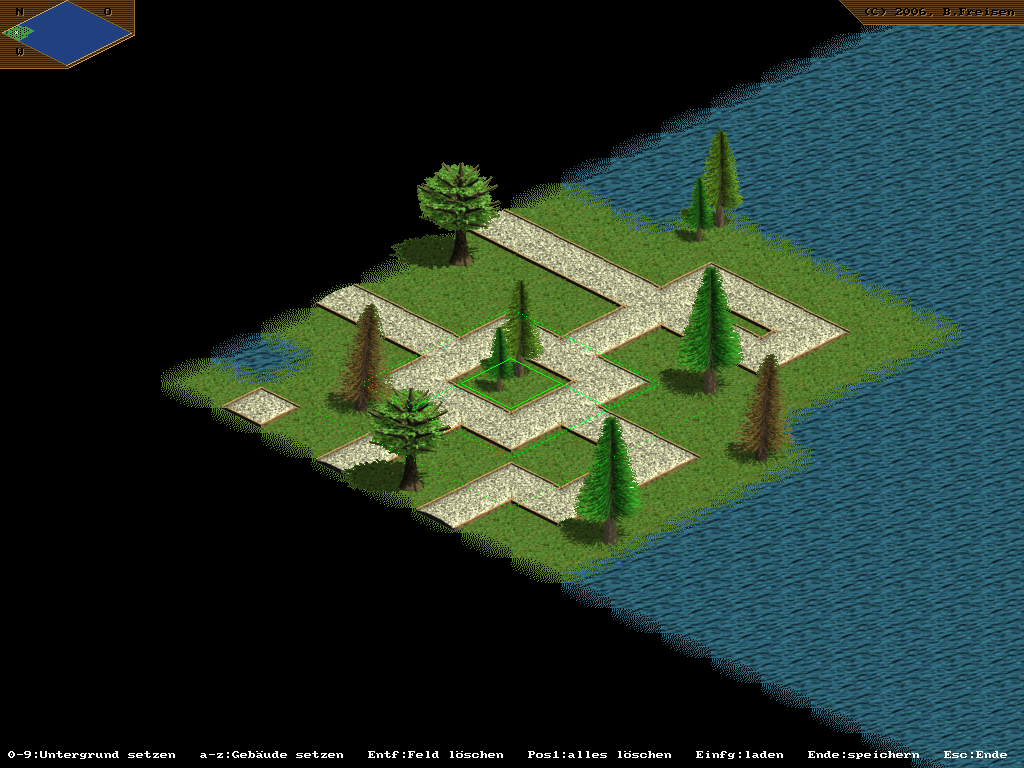 N O
W
(C) 2006, B.Freisen
0-9:Untergrund setzen a-z:Gebäude setzen Entf:Feld löschen Pos1:alles löschen Einfg:laden Ende:speichern Esc:Ende